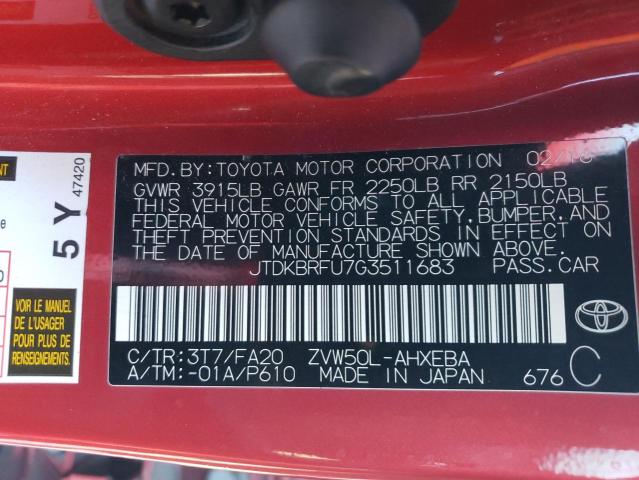 MFD.BY:TOYOTA MOTOR CORPORATION 02/16
GVWR 3915LB GAWR FR 2250LB RR 2150LB
THIS VEHICLE CONFORMS TO ALL APPLICABLE
FEDERAL MOTOR VEHICLE SAFETY,BUMPER,AND
THEFT PREVENTION STANDARDS IN EFFECT ON
THE DATE OF MANUFACTURE SHOWN ABOVE.
JTDKBRFU7G3511683 PASS.CAR
C/TR:3T7/FA20 ZVW50L-AHXEBA
A/TM:-01A/P610 MADE IN JAPAN 676 C
TOYOTA
5 Y 47420
VOIR LE MANUEL
DE L'USAGER
POUR PLUS DE
RENSEIGNEMENTS.